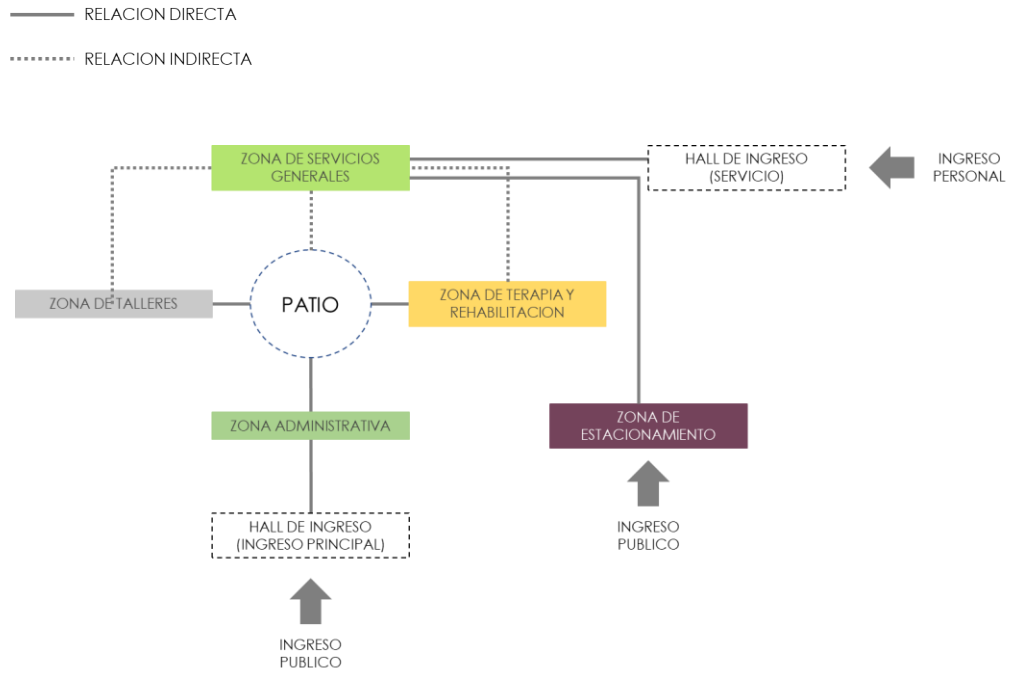 RELACION DIRECTA
RELACION INDIRECTA
ZONA DE SERVICIOS
GENERALES
HALL DE INGRESO
(SERVICIO)
INGRESO
PERSONAL
ZONA DE TALLERES
PATIO
ZONA DE TERAPIA Y
REHABILITACION
ZONA ADMINISTRATIVA
ZONA DE
ESTACIONAMIENTO
HALL DE INGRESO
(INGRESO PRINCIPAL)
INGRESO
PUBLICO
INGRESO
PUBLICO